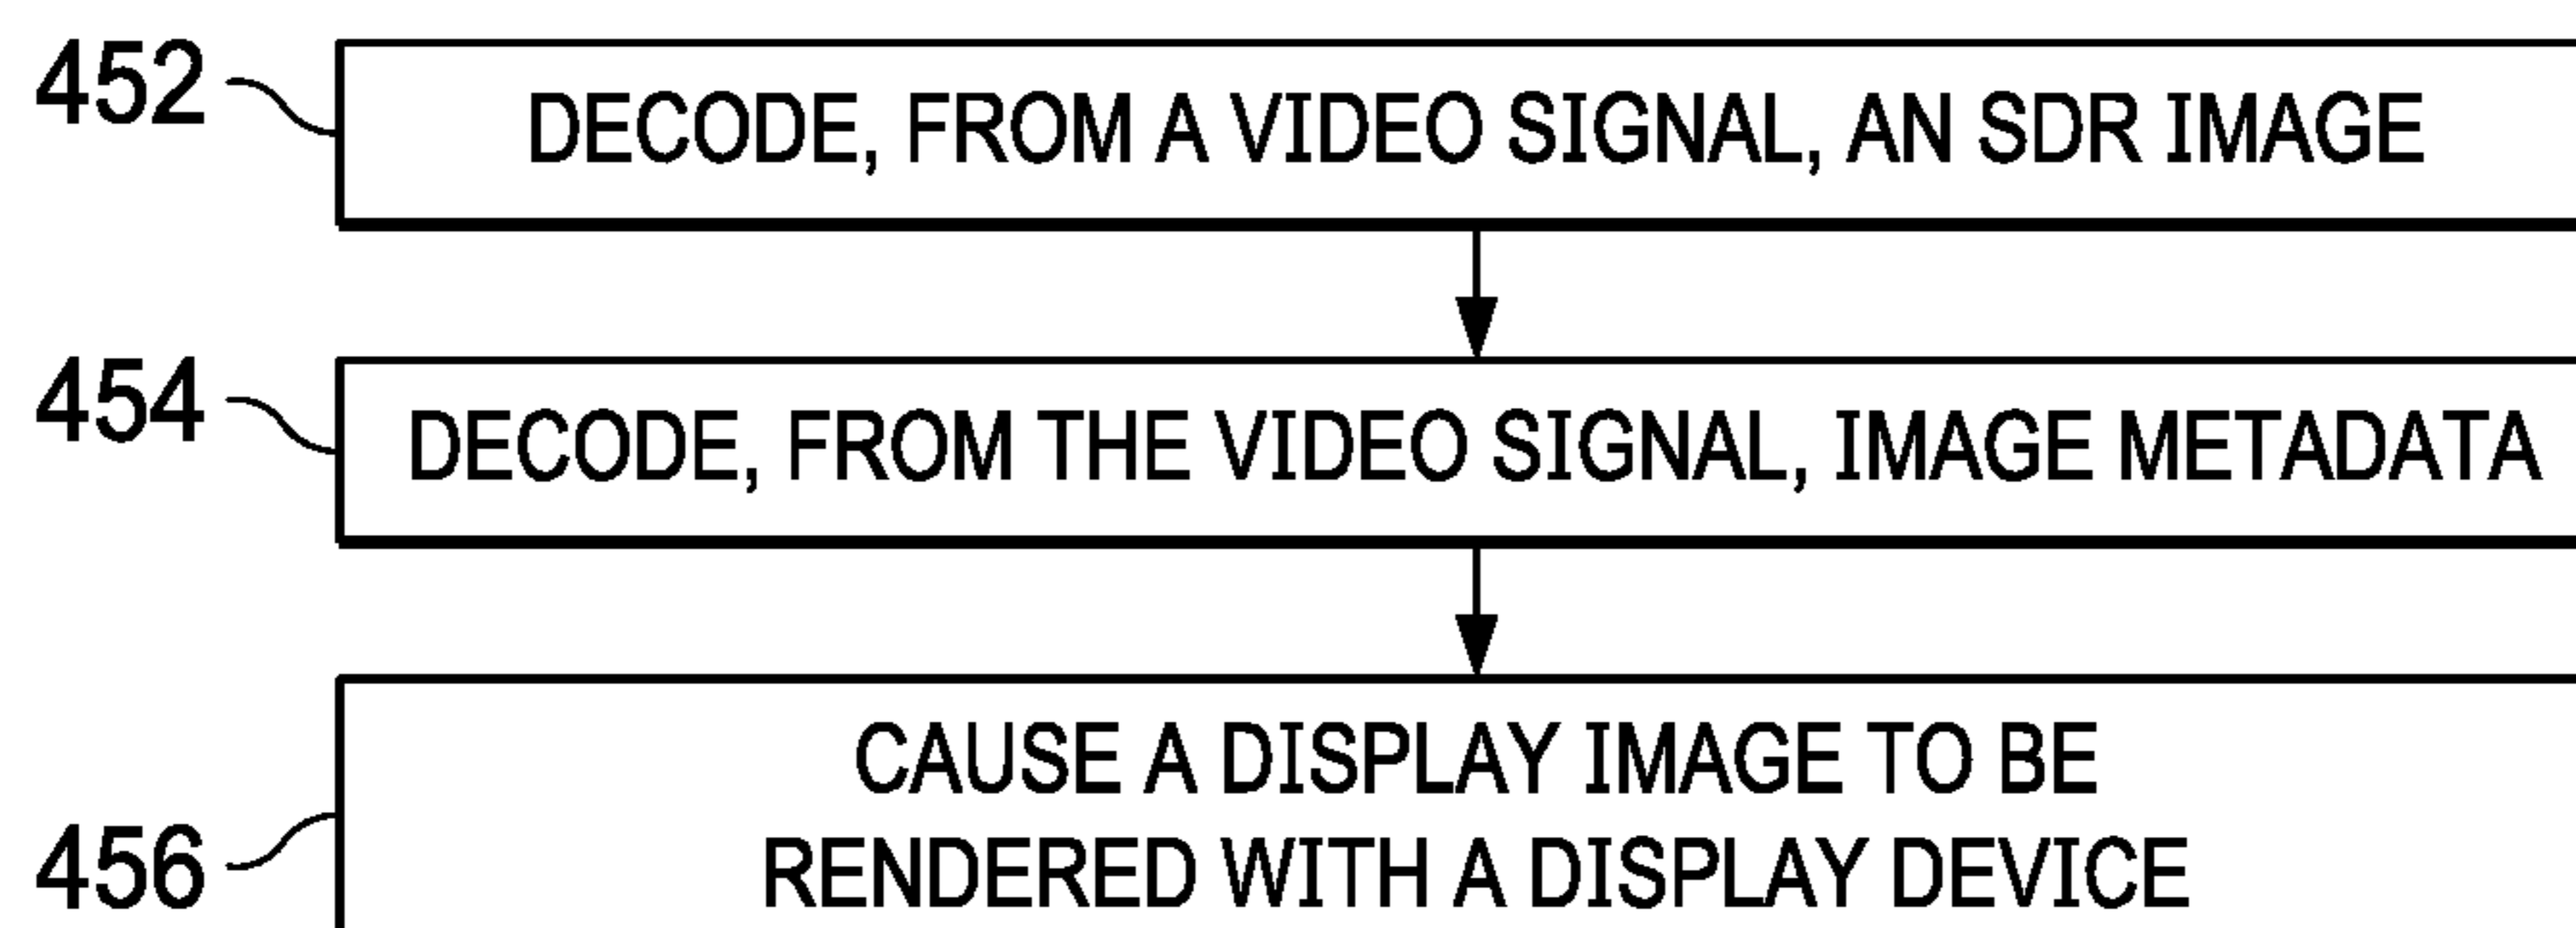 452 DECODE, FROM A VIDEO SIGNAL, AN SDR IMAGE
454 DECODE, FROM THE VIDEO SIGNAL, IMAGE METADATA
CAUSE A DISPLAY IMAGE TO BE
456 RENDERED WITH A DISPLAY DEVICE